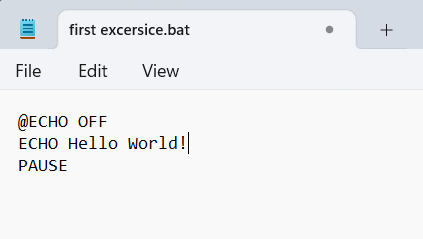 first excersice.bat
File Edit View
@ECHO OFF
ECHO Hello World!
PAUSE